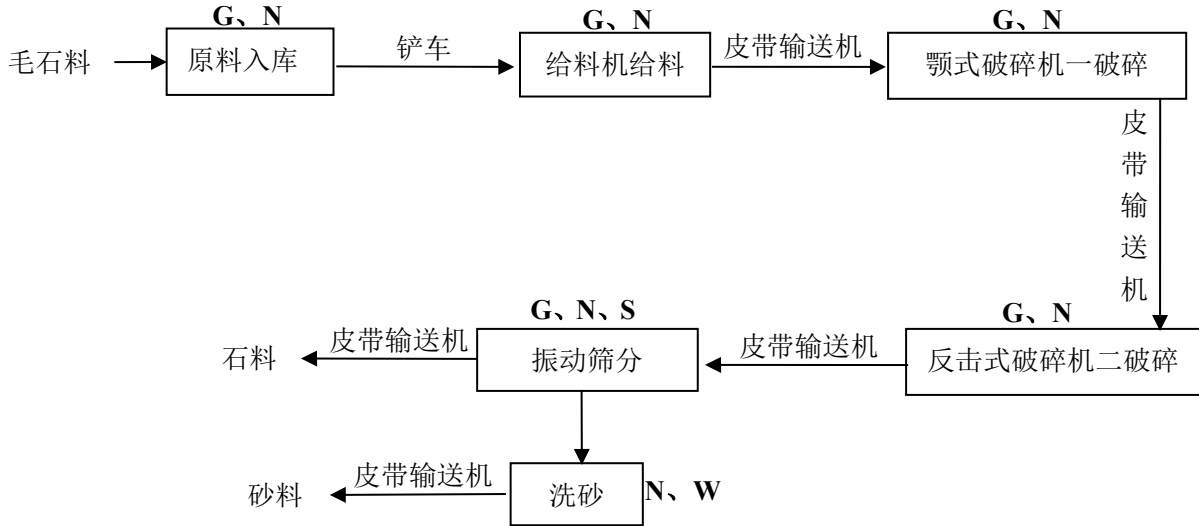 G、N
G、N
G、N
毛石料
原料入库
铲车
给料机给料
皮带输送机
颚式破碎机一破碎
皮带输送机
G、N、S
G、N
石料
皮带输送机
振动筛分
皮带输送机
反击式破碎机二破碎
砂料
皮带输送机
洗砂
N、W